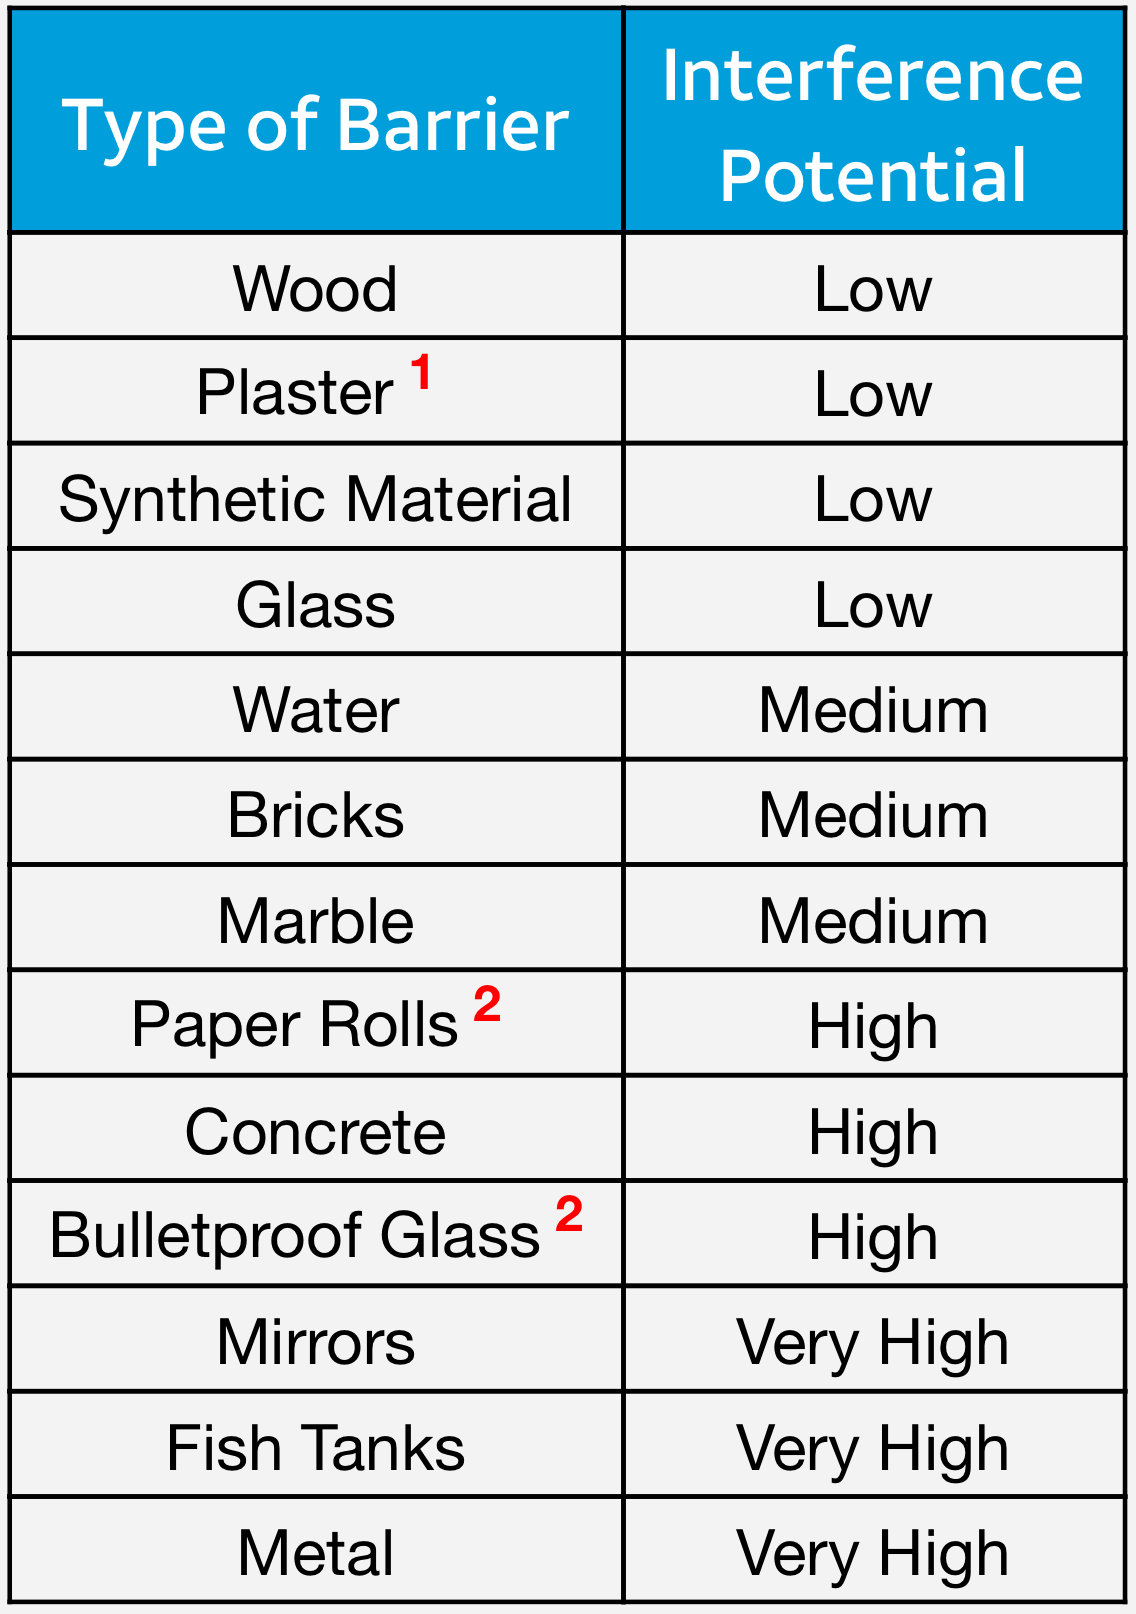 Type of Barrier
Interference
Potential
Wood Low
Plaster 1 Low
Synthetic Material Low
Glass Low
Water Medium
Bricks Medium
Marble Medium
Paper Rolls 2 High
Concrete High
Bulletproof Glass 2 High
Mirrors Very High
Fish Tanks Very High
Metal Very High